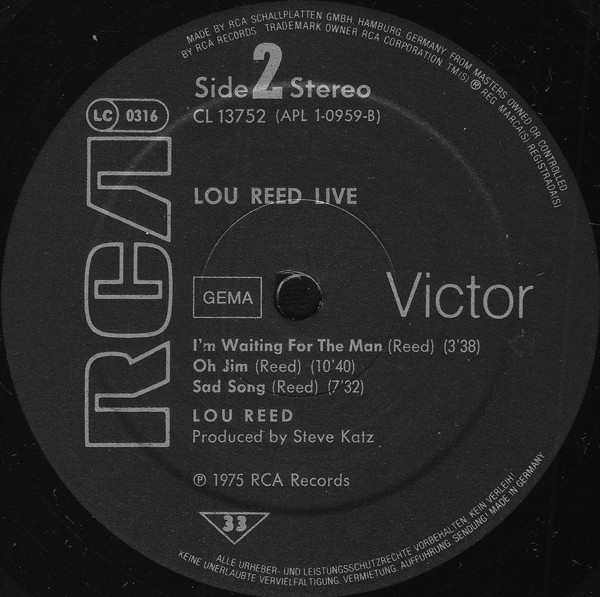 MADE BY RCA SCHALLPLATTEN GMBH, HAMBURG, GERMANY FROM MASTERS OWNED OR CONTROLLED
BY RCA RECORDS TRADEMARK OWNER RCA CORPORATION TM(S) ® REG. MARCA(S) REGISTRADA(S)
Side 2 Stereo
CL 13752 (APL 1-0959-B)
LC 0316
RCA
LOU REED LIVE
GEMA
Victor
I'm Waiting For The Man (Reed) (3'38)
Oh Jim (Reed) (10'40)
Sad Song (Reed) (7'32)
LOU REED
Produced by Steve Katz
℗ 1975 RCA Records
33
ALLE URHEBER- UND LEISTUNGSSCHUTZRECHTE VORBEHALTEN. KEIN VERLEIH!
KEINE UNERLAUBTE VERVIELFÄLTIGUNG, VERMIETUNG, AUFFÜHRUNG, SENDUNG! MADE IN GERMANY